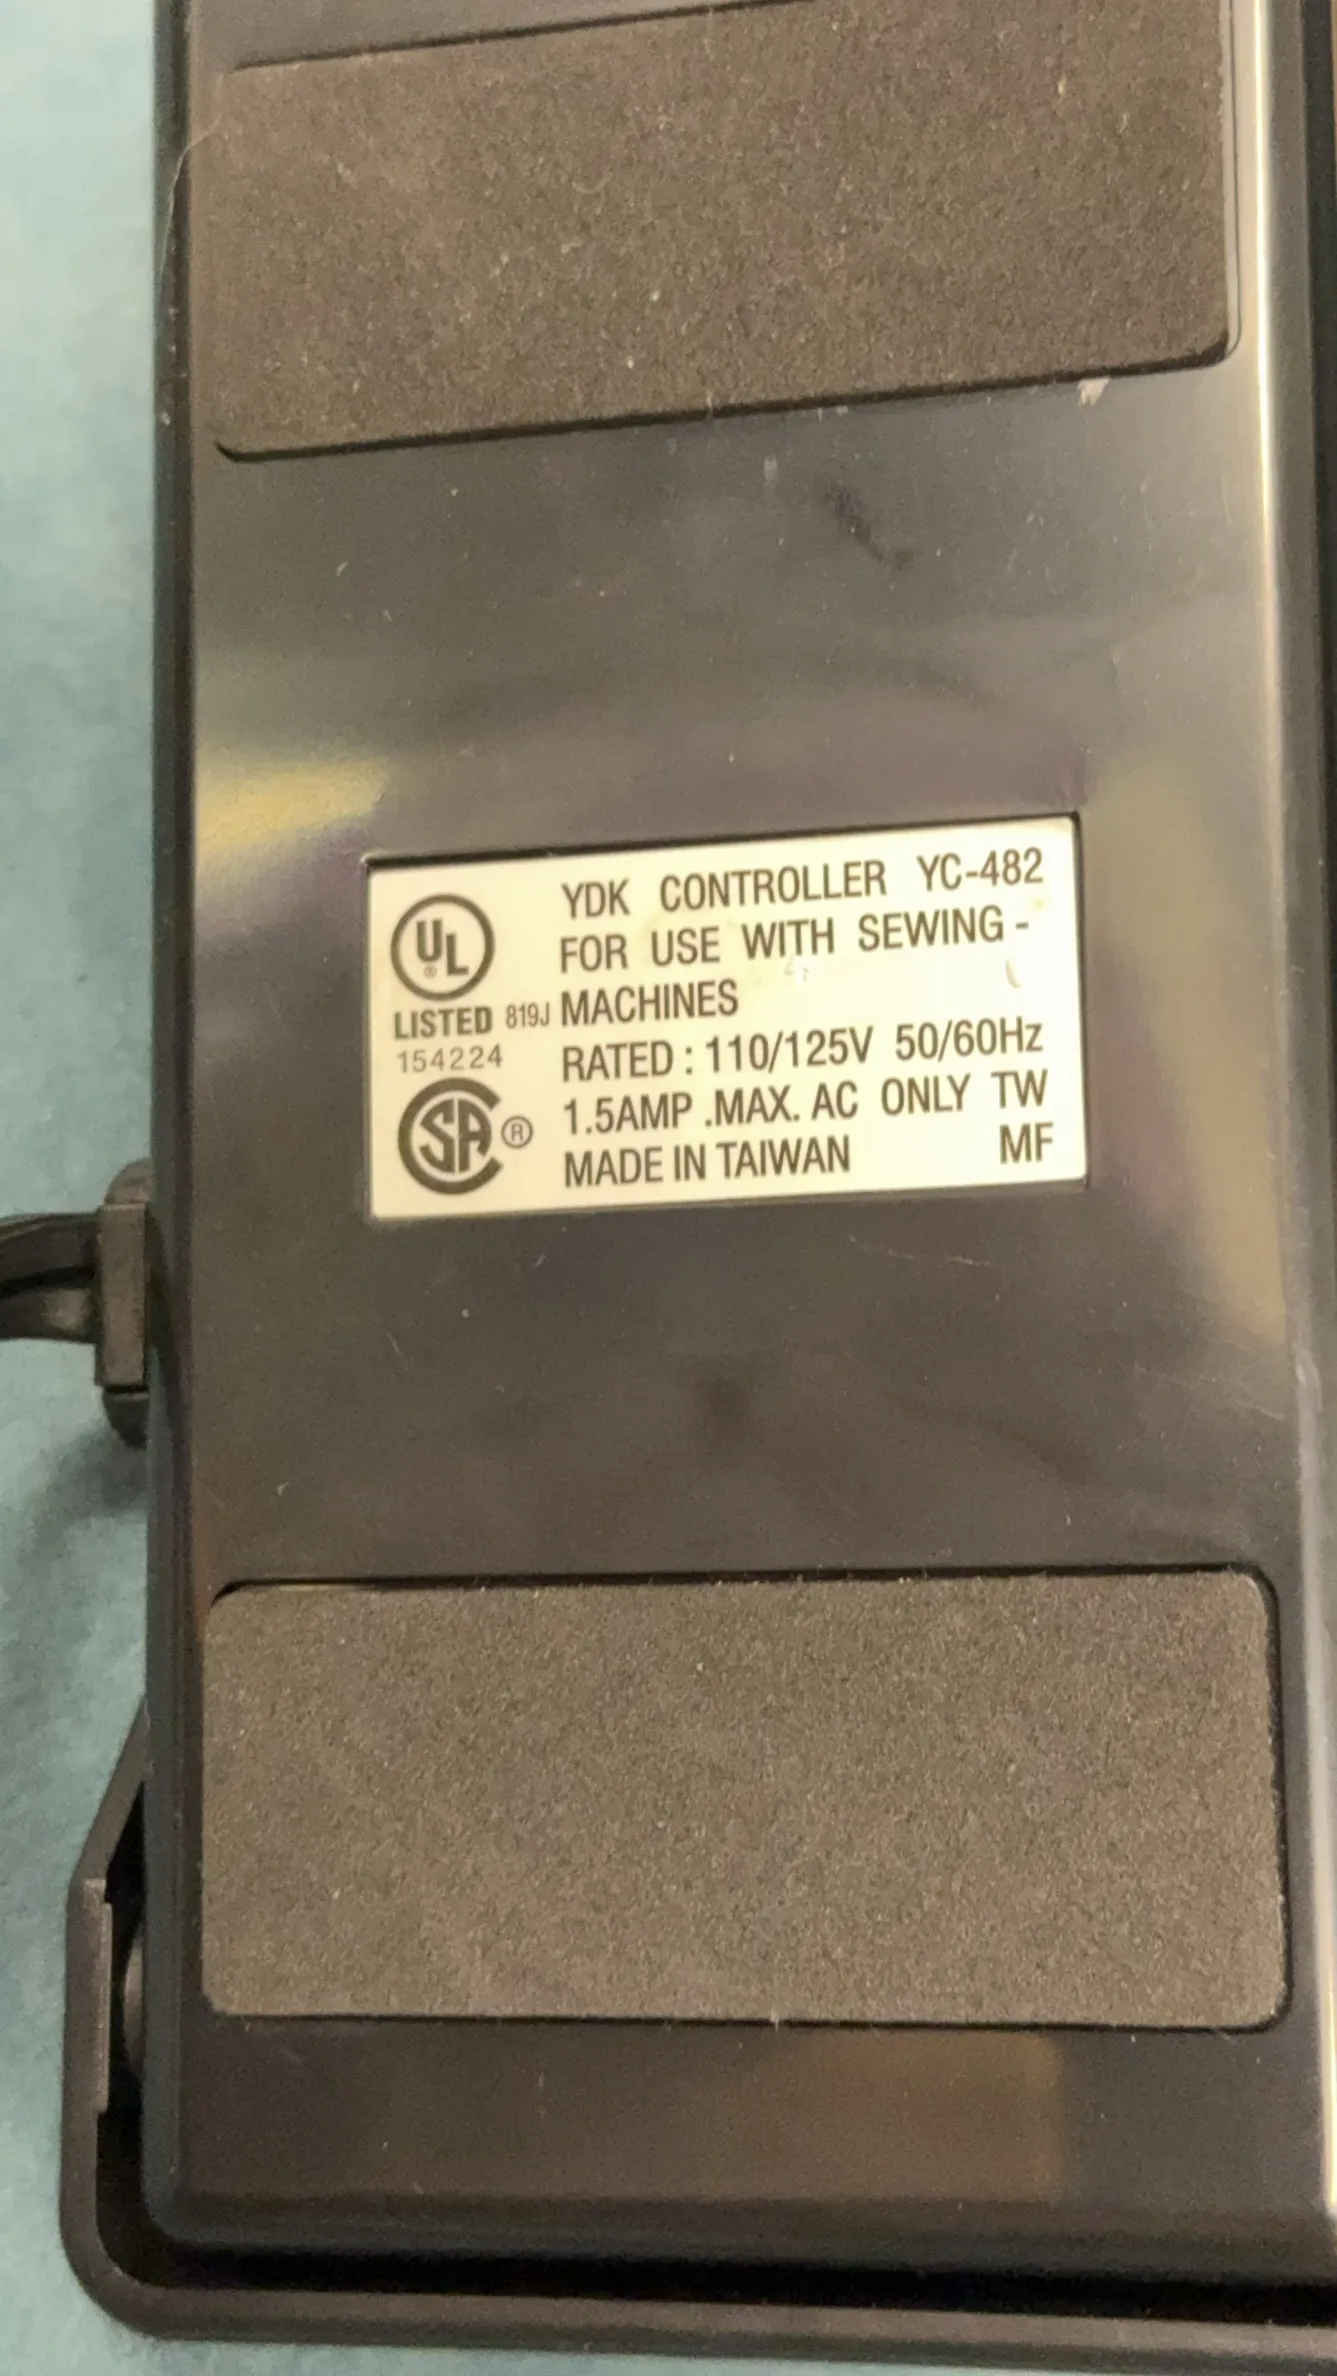 YDK CONTROLLER YC-482
FOR USE WITH SEWING-
MACHINES
RATED : 110/125V 50/60Hz
1.5AMP .MAX. AC ONLY TW
MADE IN TAIWAN MF
UL
®
LISTED 819J
154224
SA ®